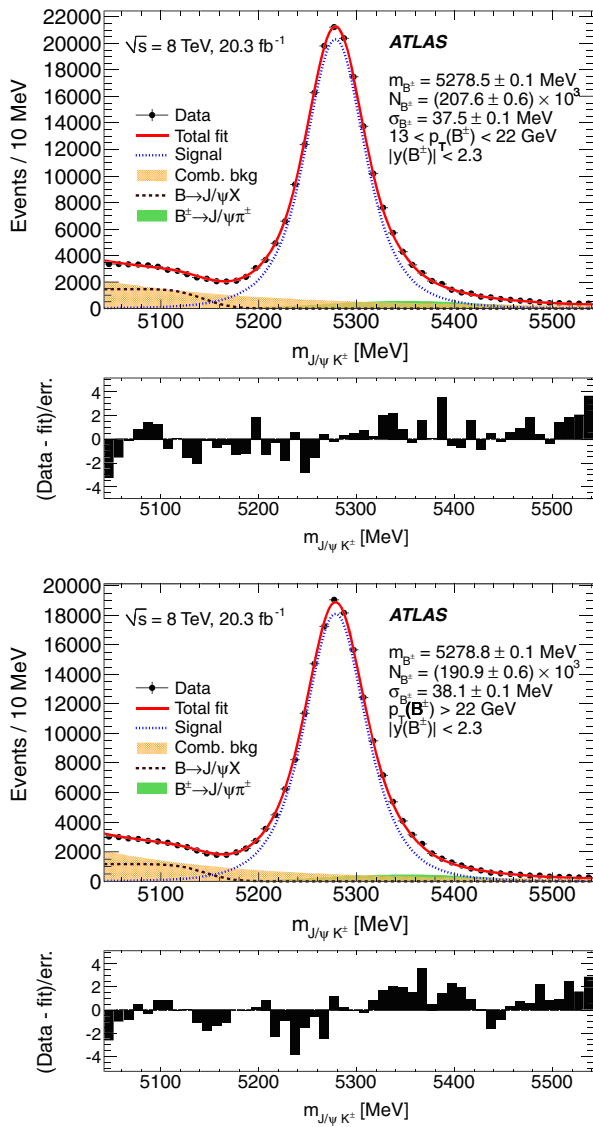 22000
20000
18000
16000
14000
12000
10000
8000
6000
4000
2000
0
Events / 10 MeV
√s = 8 TeV, 20.3 fb⁻¹
ATLAS
m_B± = 5278.5 ± 0.1 MeV
N_B± = (207.6 ± 0.6) × 10³
σ_B± = 37.5 ± 0.1 MeV
13 < p_T(B±) < 22 GeV
|y(B±)| < 2.3
Data
Total fit
Signal
Comb. bkg
B→J/ψX
B±→J/ψπ±
5100 5200 5300 5400 5500
m_J/ψ K± [MeV]
(Data - fit)/err.
4
2
0
-2
-4
5100 5200 5300 5400 5500
m_J/ψ K± [MeV]
20000
18000
16000
14000
12000
10000
8000
6000
4000
2000
0
Events / 10 MeV
√s = 8 TeV, 20.3 fb⁻¹
ATLAS
m_B± = 5278.8 ± 0.1 MeV
N_B± = (190.9 ± 0.6) × 10³
σ_B± = 38.1 ± 0.1 MeV
p_T(B±) > 22 GeV
|y(B±)| < 2.3
Data
Total fit
Signal
Comb. bkg
B→J/ψX
B±→J/ψπ±
5100 5200 5300 5400 5500
m_J/ψ K± [MeV]
(Data - fit)/err.
4
2
0
-2
-4
5100 5200 5300 5400 5500
m_J/ψ K± [MeV]